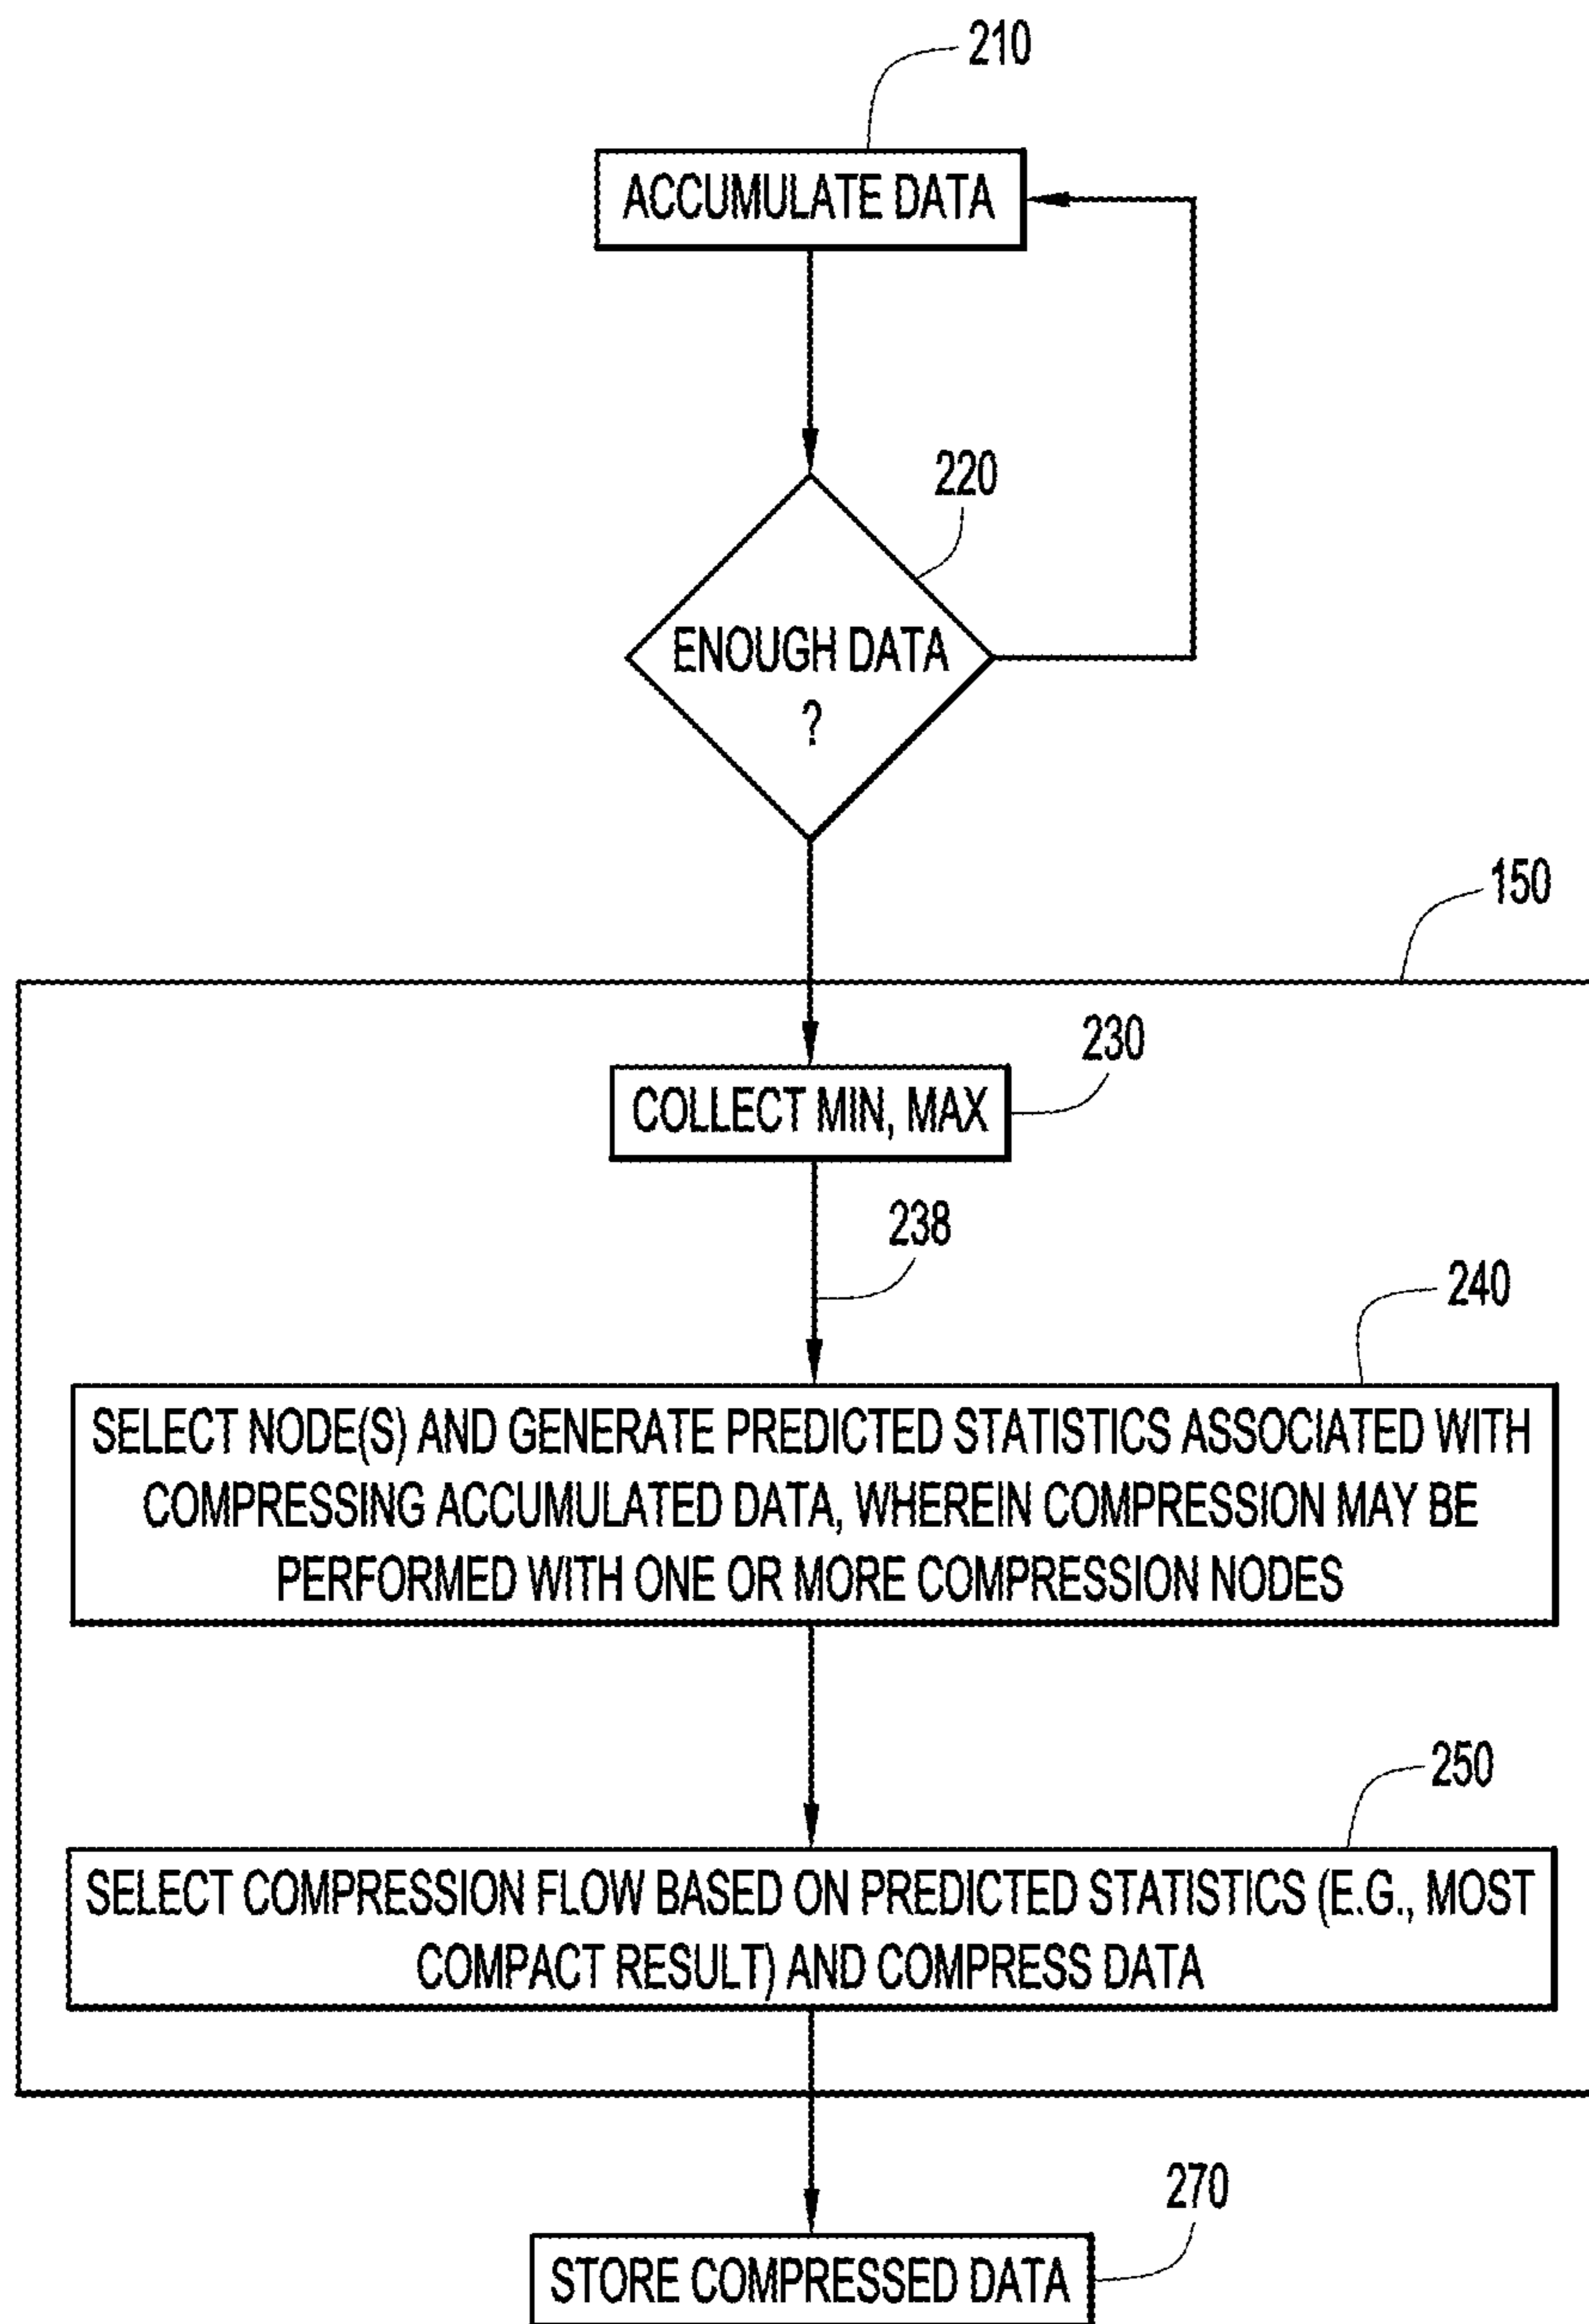 210
ACCUMULATE DATA
220
ENOUGH DATA
?
150
230
COLLECT MIN, MAX
238
240
SELECT NODE(S) AND GENERATE PREDICTED STATISTICS ASSOCIATED WITH
COMPRESSING ACCUMULATED DATA, WHEREIN COMPRESSION MAY BE
PERFORMED WITH ONE OR MORE COMPRESSION NODES
250
SELECT COMPRESSION FLOW BASED ON PREDICTED STATISTICS (E.G., MOST
COMPACT RESULT) AND COMPRESS DATA
270
STORE COMPRESSED DATA